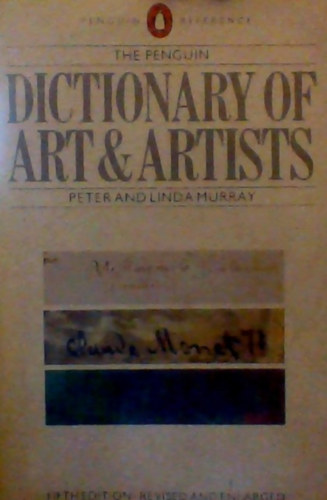 PENGUIN REFERENCE
THE PENGUIN
DICTIONARY OF
ART & ARTISTS
PETER AND LINDA MURRAY
Claude Monet 78
FIFTH EDITION: REVISED AND ENLARGED